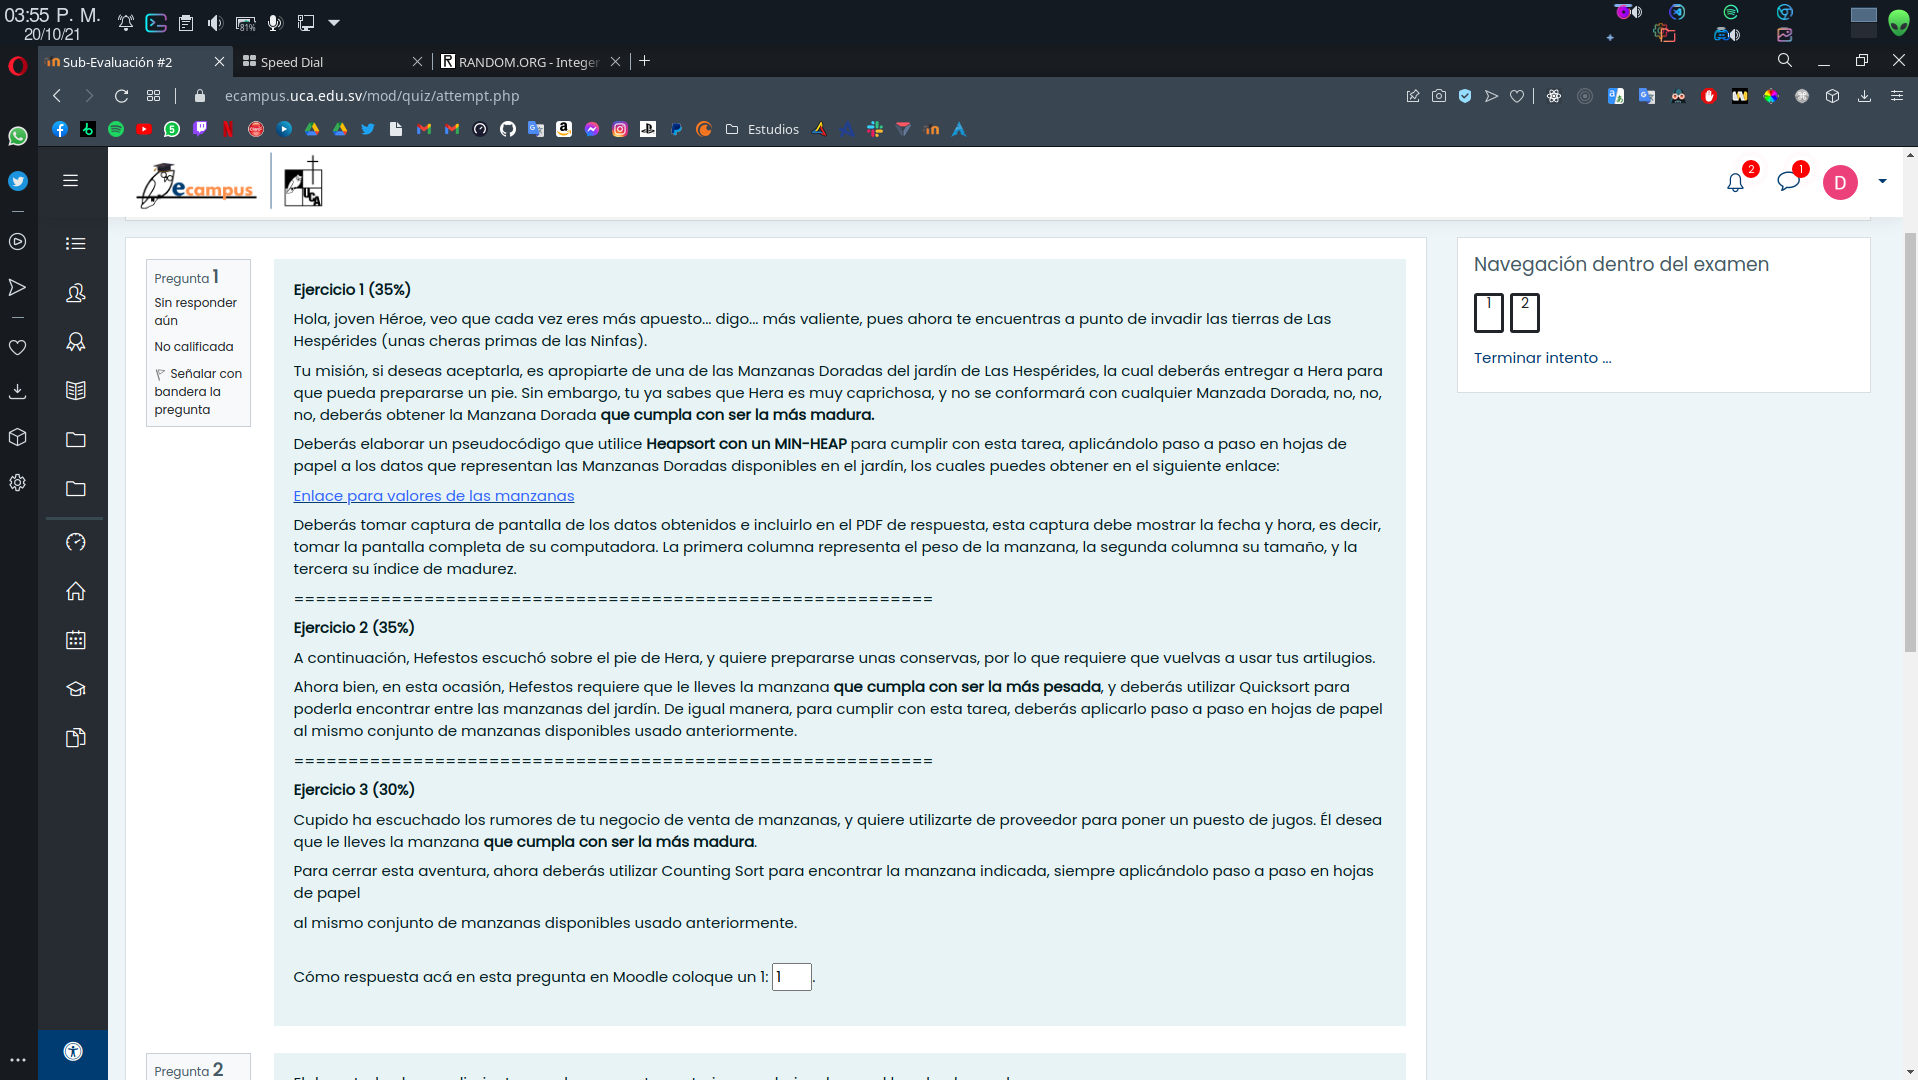 03:55 P. M.
20/10/21
81%
Sub-Evaluación #2
Speed Dial
RANDOM.ORG - Integer
ecampus.uca.edu.sv/mod/quiz/attempt.php
Estudios
ecampus
UCA
2
1
D
Pregunta 1
Sin responder
aún
No calificada
Señalar con
bandera la
pregunta
Ejercicio 1 (35%)
Hola, joven Héroe, veo que cada vez eres más apuesto... digo... más valiente, pues ahora te encuentras a punto de invadir las tierras de Las
Hespérides (unas cheras primas de las Ninfas).
Tu misión, si deseas aceptarla, es apropiarte de una de las Manzanas Doradas del jardín de Las Hespérides, la cual deberás entregar a Hera para
que pueda prepararse un pie. Sin embargo, tu ya sabes que Hera es muy caprichosa, y no se conformará con cualquier Manzada Dorada, no, no,
no, deberás obtener la Manzana Dorada que cumpla con ser la más madura.
Deberás elaborar un pseudocódigo que utilice Heapsort con un MIN-HEAP para cumplir con esta tarea, aplicándolo paso a paso en hojas de
papel a los datos que representan las Manzanas Doradas disponibles en el jardín, los cuales puedes obtener en el siguiente enlace:
Enlace para valores de las manzanas
Deberás tomar captura de pantalla de los datos obtenidos e incluirlo en el PDF de respuesta, esta captura debe mostrar la fecha y hora, es decir,
tomar la pantalla completa de su computadora. La primera columna representa el peso de la manzana, la segunda columna su tamaño, y la
tercera su índice de madurez.
===========================================================
Ejercicio 2 (35%)
A continuación, Hefestos escuchó sobre el pie de Hera, y quiere prepararse unas conservas, por lo que requiere que vuelvas a usar tus artilugios.
Ahora bien, en esta ocasión, Hefestos requiere que le lleves la manzana que cumpla con ser la más pesada, y deberás utilizar Quicksort para
poderla encontrar entre las manzanas del jardín. De igual manera, para cumplir con esta tarea, deberás aplicarlo paso a paso en hojas de papel
al mismo conjunto de manzanas disponibles usado anteriormente.
===========================================================
Ejercicio 3 (30%)
Cupido ha escuchado los rumores de tu negocio de venta de manzanas, y quiere utilizarte de proveedor para poner un puesto de jugos. Él desea
que le lleves la manzana que cumpla con ser la más madura.
Para cerrar esta aventura, ahora deberás utilizar Counting Sort para encontrar la manzana indicada, siempre aplicándolo paso a paso en hojas
de papel
al mismo conjunto de manzanas disponibles usado anteriormente.
Cómo respuesta acá en esta pregunta en Moodle coloque un 1: 1.
Pregunta 2
Navegación dentro del examen
1 2
Terminar intento ...